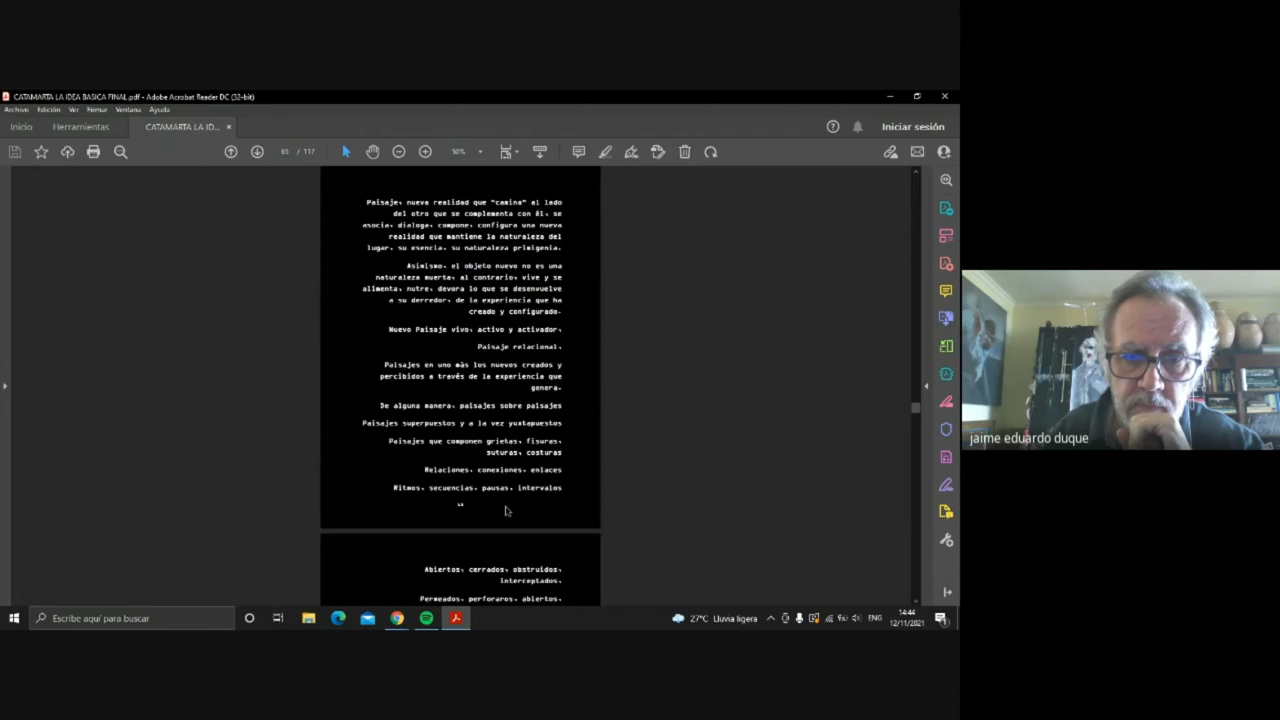 CATAMARTA LA IDEA BASICA FINAL.pdf - Adobe Acrobat Reader DC (32-bit)
Archivo Edición Ver Firmar Ventana Ayuda
Inicio Herramientas CATAMARTA LA ID... × Iniciar sesión
/ 117 50%
Paisaje, nueva realidad que "camina" al lado
del otro que se complementa con él, se
asocia, dialoga, compone, configura una nueva
realidad que mantiene la naturaleza del
lugar, su esencia, su naturaleza primigenia.
Asimismo, el objeto nuevo no es una
naturaleza muerta, al contrario, vive y se
alimenta, nutre, devora lo que se desenvuelve
a su derredor, de la experiencia que ha
creado y configurado.
Nuevo Paisaje vivo, activo y activador,
Paisaje relacional,
Paisajes en uno más los nuevos creados y
percibidos a través de la experiencia que
genera.
De alguna manera, paisajes sobre paisajes
Paisajes superpuestos y a la vez yuxtapuestos
Paisajes que componen grietas, fisuras,
suturas, costuras
Relaciones, conexiones, enlaces
Ritmos, secuencias, pausas, intervalos
Abiertos, cerrados, obstruidos,
interceptados,
Permeados, perforaros, abiertos,
jaime eduardo duque
Escribe aquí para buscar
27°C Lluvia ligera ENG 14:44
12/11/2021